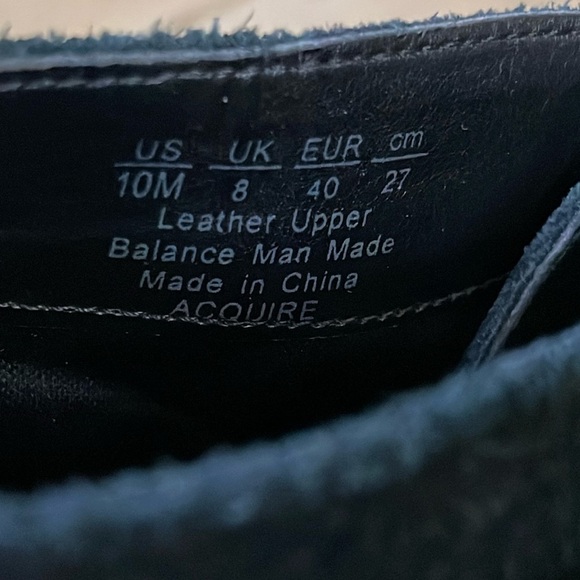 US UK EUR cm
10M 8 40 27
Leather Upper
Balance Man Made
Made in China
ACQUIRE